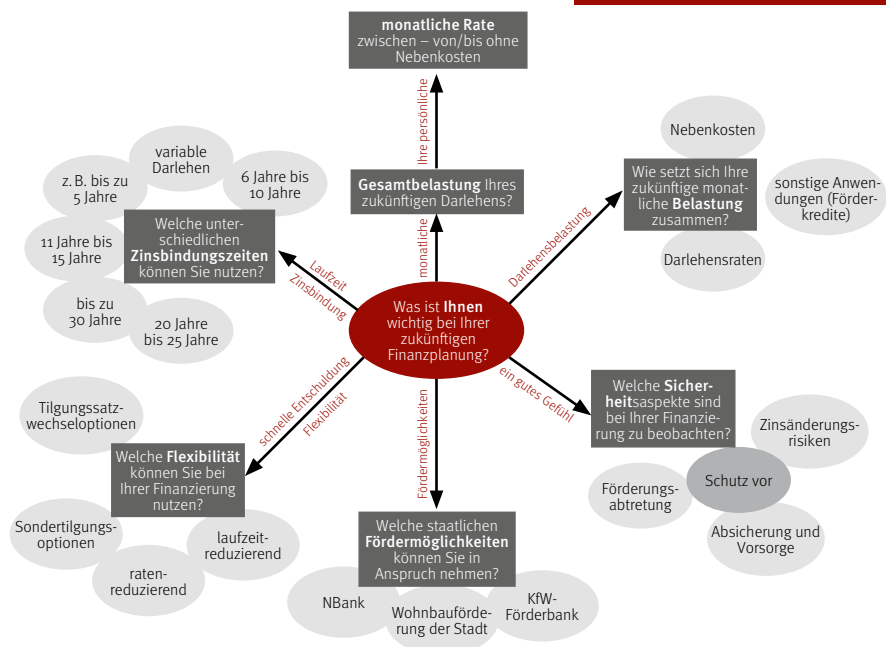 monatliche Rate
zwischen – von/bis ohne
Nebenkosten
Ihre persönliche
Gesamtbelastung Ihres
zukünftigen Darlehens?
monatliche
Was ist Ihnen
wichtig bei Ihrer
zukünftigen
Finanzplanung?
Darlehensbelastung
Nebenkosten
Wie setzt sich Ihre
zukünftige monat-
liche Belastung
zusammen?
sonstige Anwen-
dungen (Förder-
kredite)
Darlehensraten
variable
Darlehen
z. B. bis zu
5 Jahre
6 Jahre bis
10 Jahre
Welche unter-
schiedlichen
Zinsbindungszeiten
können Sie nutzen?
11 Jahre bis
15 Jahre
bis zu
30 Jahre
20 Jahre
bis 25 Jahre
Laufzeit
Zinsbindung
ein gutes Gefühl
Welche Sicher-
heitsaspekte sind
bei Ihrer Finanzie-
rung zu beobachten?
Zinsänderungs-
risiken
Schutz vor
Förderungs-
abtretung
Absicherung und
Vorsorge
schnelle Entschuldung
Flexibilität
Tilgungssatz-
wechseloptionen
Welche Flexibilität
können Sie bei
Ihrer Finanzierung
nutzen?
Sondertilgungs-
optionen
laufzeit-
reduzierend
raten-
reduzierend
Fördermöglichkeiten
Welche staatlichen
Fördermöglichkeiten
können Sie in
Anspruch nehmen?
NBank
Wohnbauförde-
rung der Stadt
KfW-
Förderbank